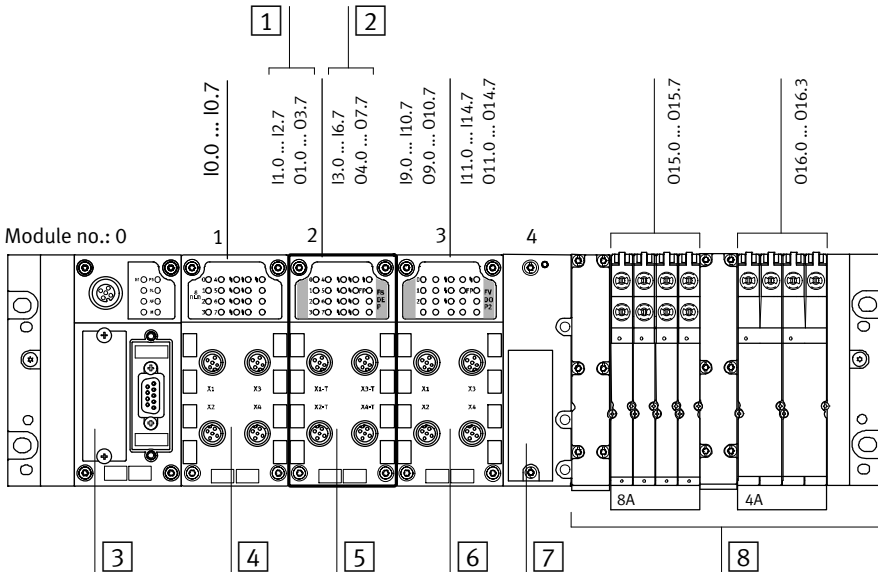 1 2
I0.0 ... I0.7
I1.0 ... I2.7
O1.0 ... O3.7
I3.0 ... I6.7
O4.0 ... O7.7
I9.0 ... I10.7
O9.0 ... O10.7
I11.0 ... I14.7
O11.0 ... O14.7
O15.0 ... O15.7
O16.0 ... O16.3
Module no.: 0 1 2 3 4
X1 X3 X1-T X3-T X1 X3
X2 X4 X2-T X4-T X2 X4
8A 4A
3 4 5 6 7 8